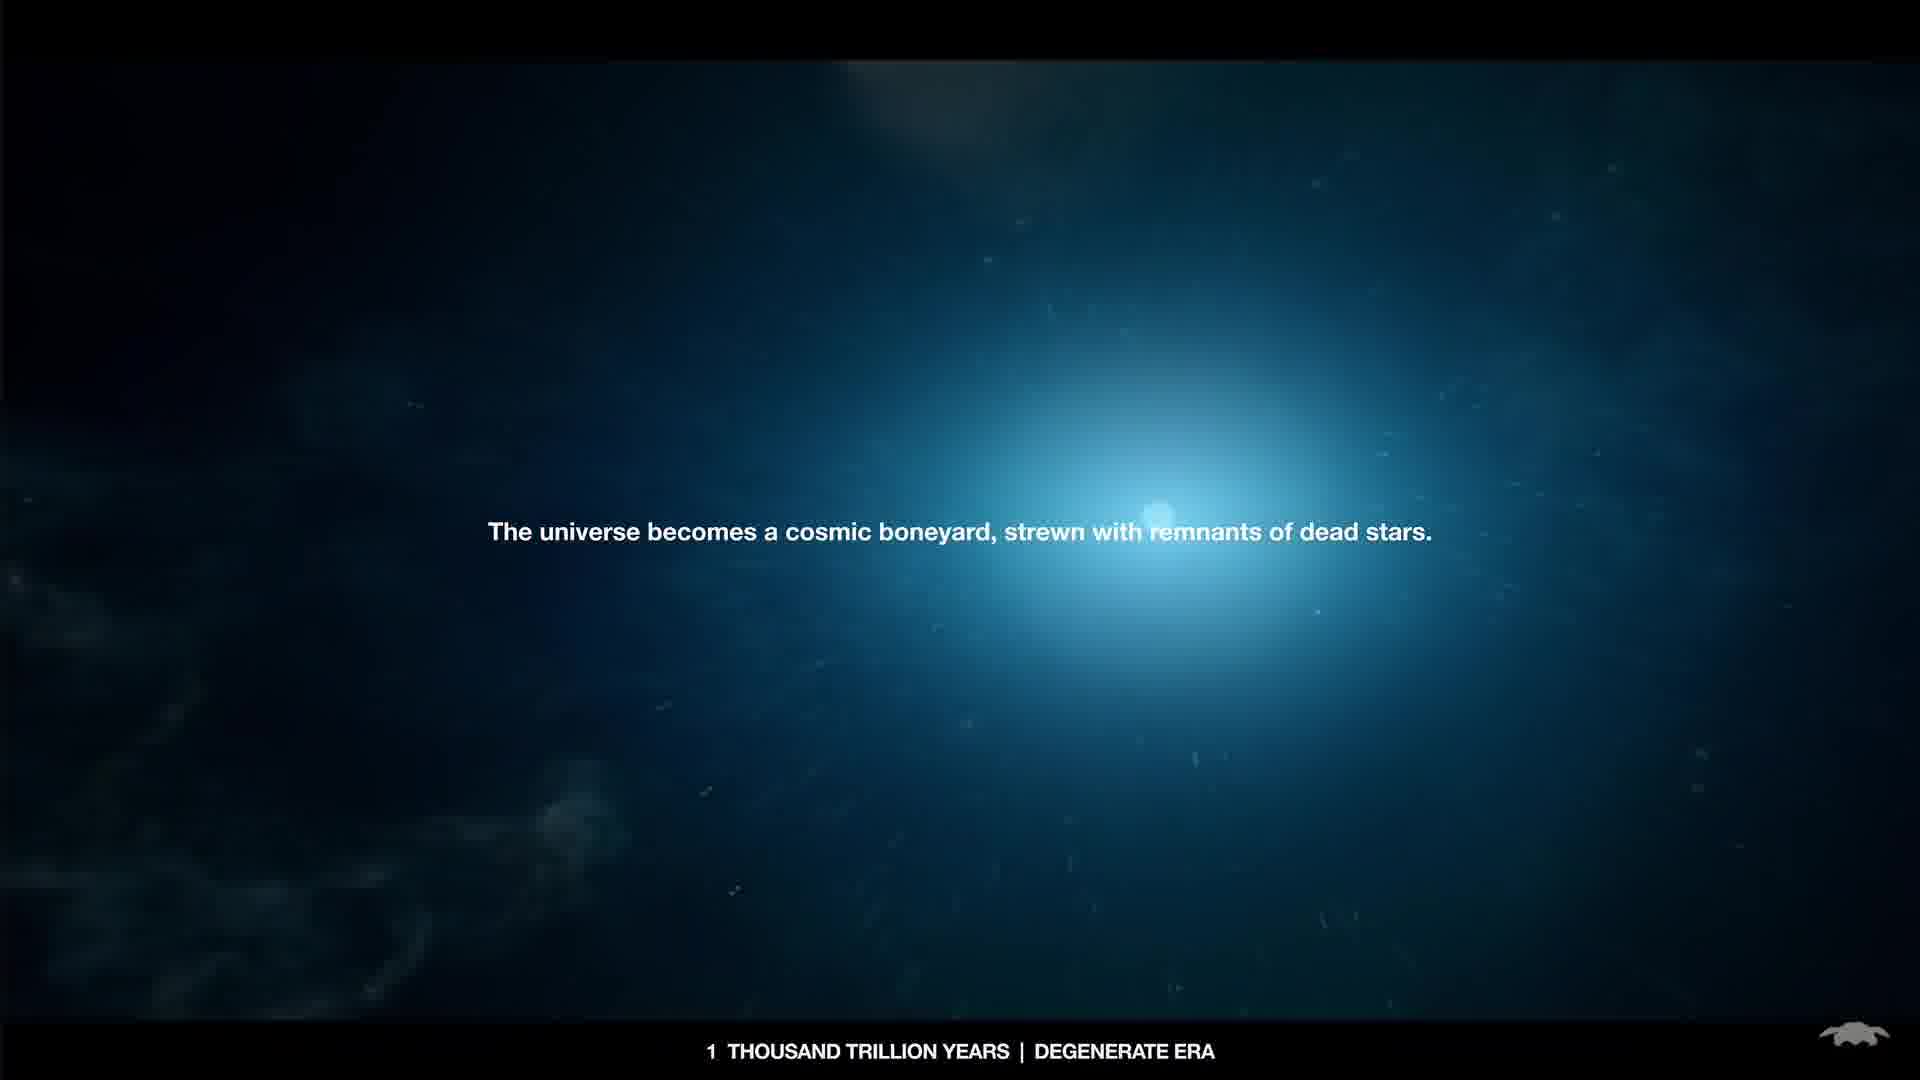 The universe becomes a cosmic boneyard, strewn with remnants of dead stars.
1 THOUSAND TRILLION YEARS | DEGENERATE ERA